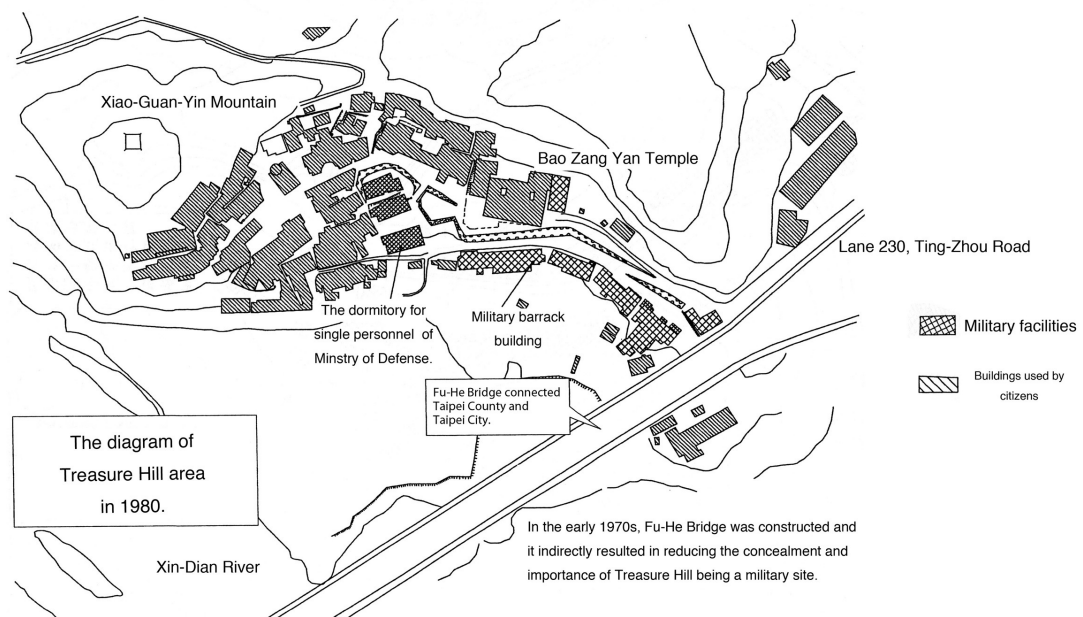 Xiao-Guan-Yin Mountain
Bao Zang Yan Temple
Lane 230, Ting-Zhou Road
The dormitory for
single personnel of
Minstry of Defense.
Military barrack
building
Military facilities
Buildings used by
citizens
Fu-He Bridge connected
Taipei County and
Taipei City.
The diagram of
Treasure Hill area
in 1980.
In the early 1970s, Fu-He Bridge was constructed and
it indirectly resulted in reducing the concealment and
importance of Treasure Hill being a military site.
Xin-Dian River